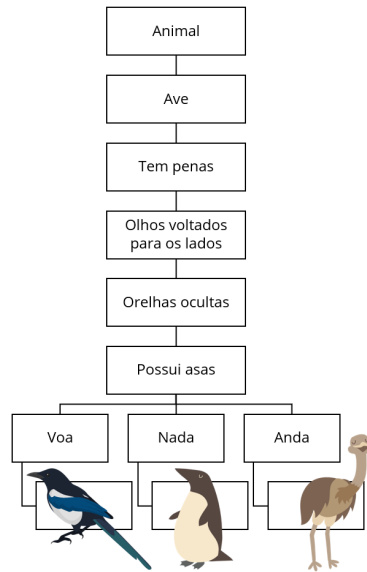 Animal
Ave
Tem penas
Olhos voltados
para os lados
Orelhas ocultas
Possui asas
Voa
Nada
Anda